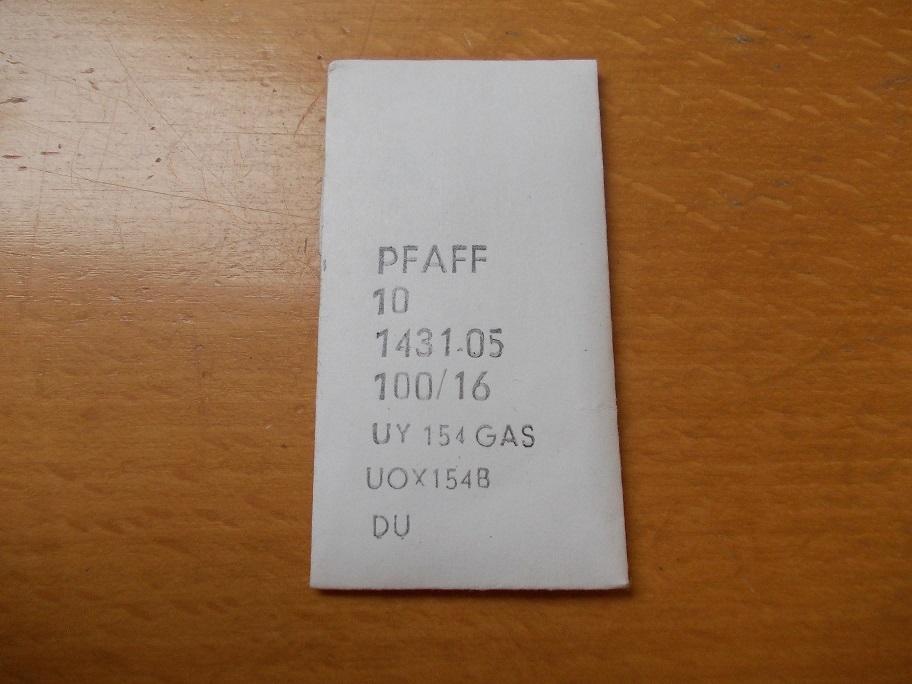 PFAFF
10
1431-05
100/16
UY 154 GAS
UOX154B
DU